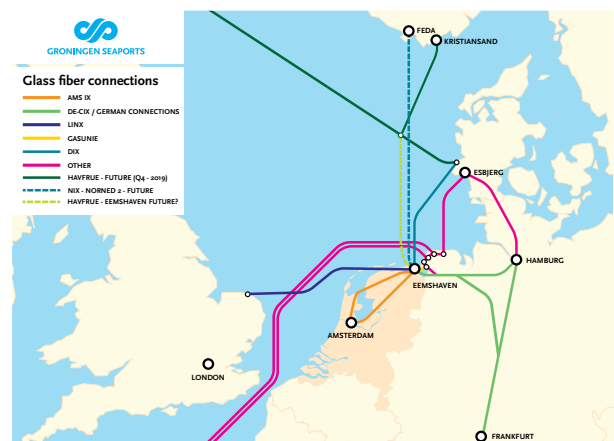 GRONINGEN SEAPORTS
Glass fiber connections
AMS IX
DE-CIX / GERMAN CONNECTIONS
LINX
GASUNIE
DIX
OTHER
HAVFRUE - FUTURE (Q4 - 2019)
NIX - NORNED 2 - FUTURE
HAVFRUE - EEMSHAVEN FUTURE?
FEDA
KRISTIANSAND
ESBJERG
HAMBURG
EEMSHAVEN
AMSTERDAM
LONDON
FRANKFURT